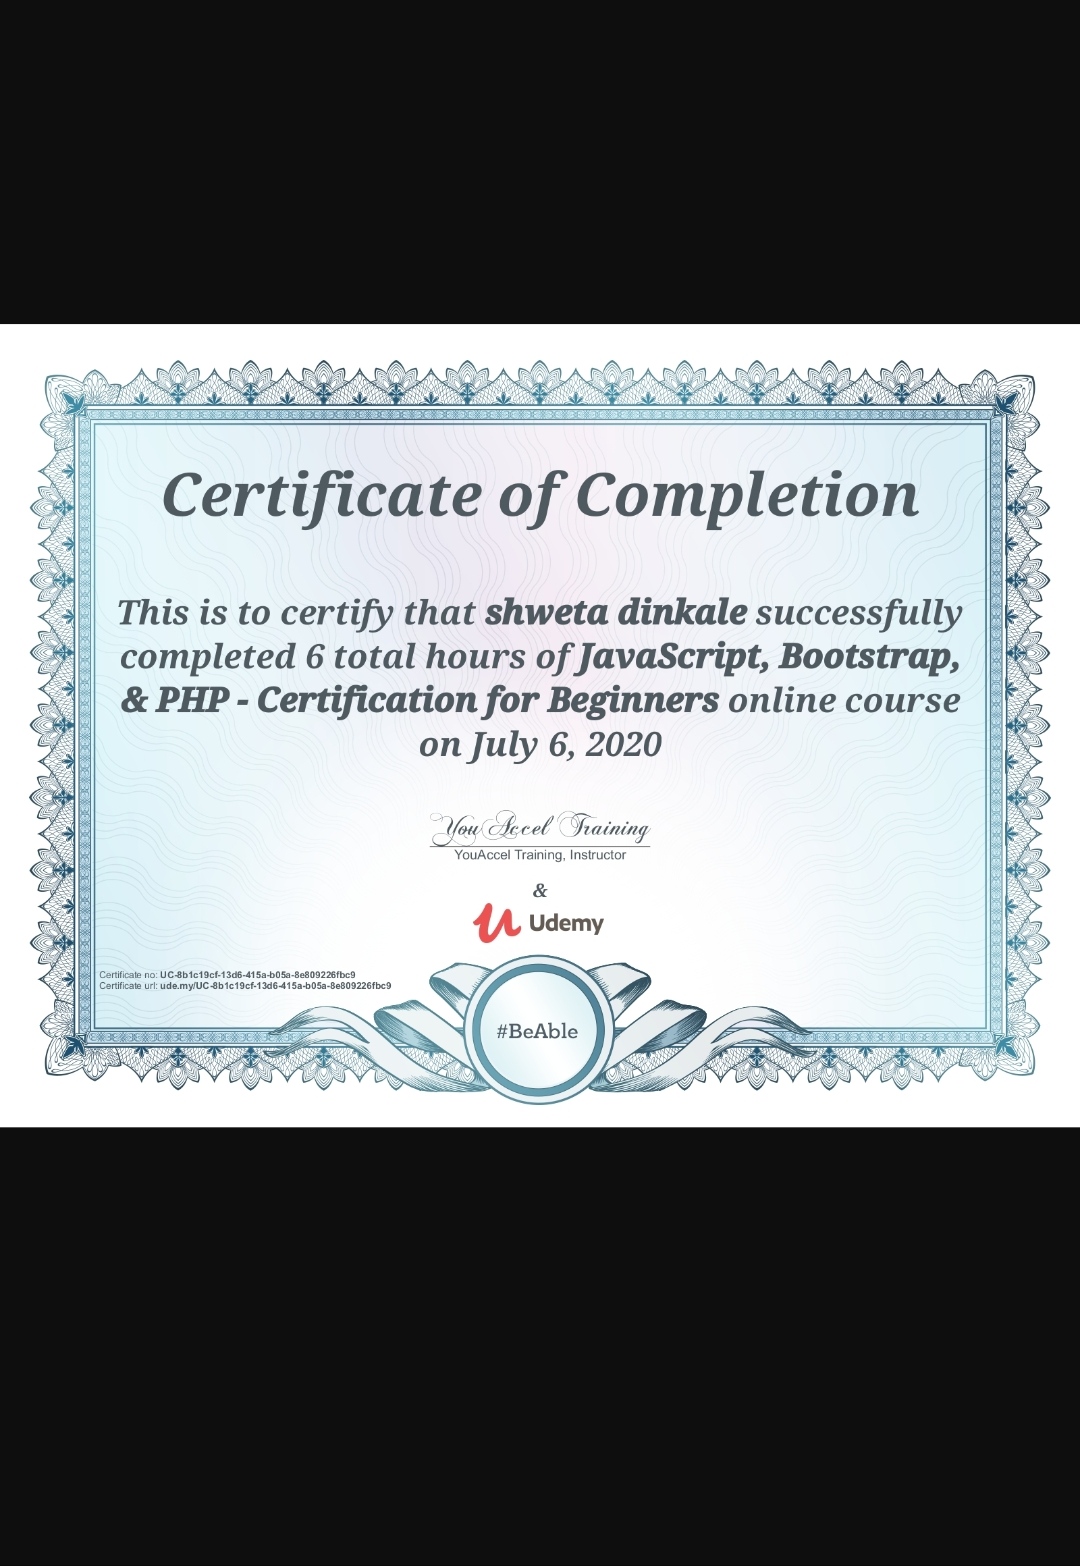 Certificate of Completion
This is to certify that shweta dinkale successfully
completed 6 total hours of JavaScript, Bootstrap,
& PHP - Certification for Beginners online course
on July 6, 2020
YouAccel Training
YouAccel Training, Instructor
&
Udemy
Certificate no: UC-8b1c19cf-13d6-415a-b05a-8e809226fbc9
Certificate url: ude.my/UC-8b1c19cf-13d6-415a-b05a-8e809226fbc9
#BeAble